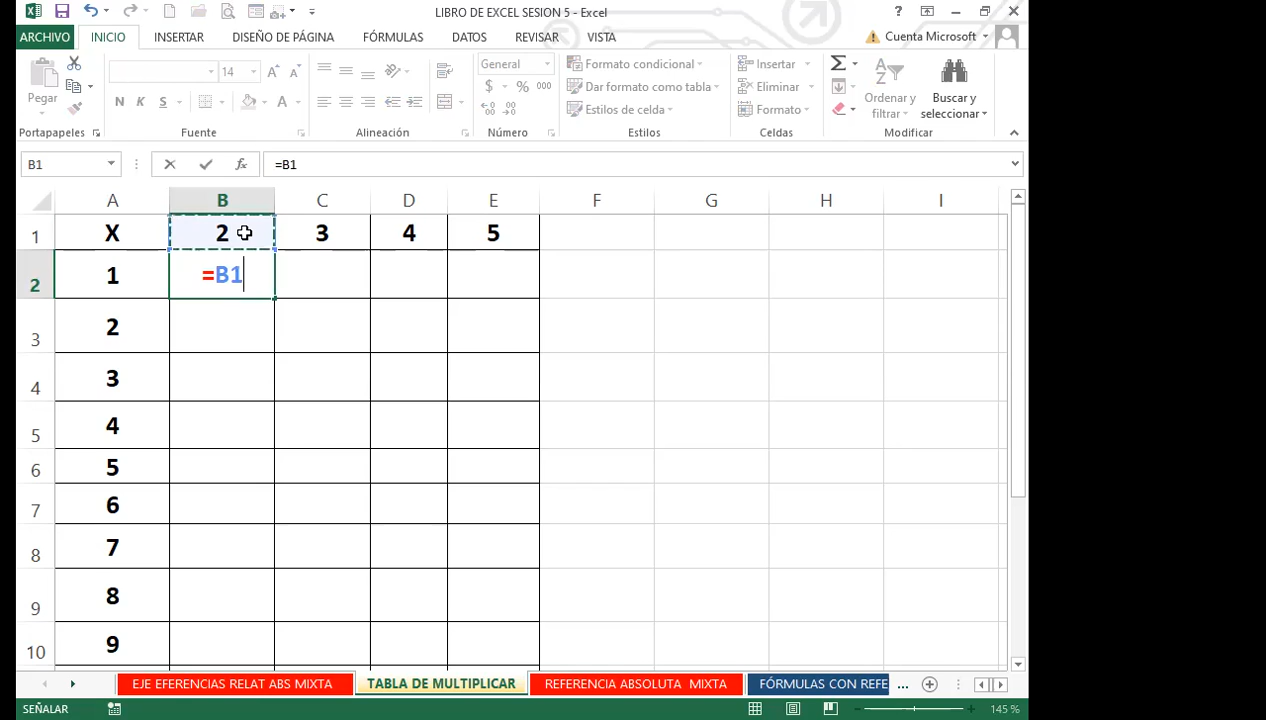 LIBRO DE EXCEL SESION 5 - Excel
?
ARCHIVO INICIO INSERTAR DISEÑO DE PÁGINA FÓRMULAS DATOS REVISAR VISTA Cuenta Microsoft
Pegar
14 A A
N K S A
General
$ % 000
Formato condicional
Dar formato como tabla
Estilos de celda
Insertar
Eliminar
Formato
Σ
Ordenar y filtrar
Buscar y seleccionar
Portapapeles Fuente Alineación Número Estilos Celdas Modificar
B1 fx =B1
A B C D E F G H I
1 X 2 3 4 5
2 1 =B1
3 2
4 3
5 4
6 5
7 6
8 7
9 8
10 9
EJE EFERENCIAS RELAT ABS MIXTA TABLA DE MULTIPLICAR REFERENCIA ABSOLUTA MIXTA FÓRMULAS CON REFE ...
SEÑALAR 145 %